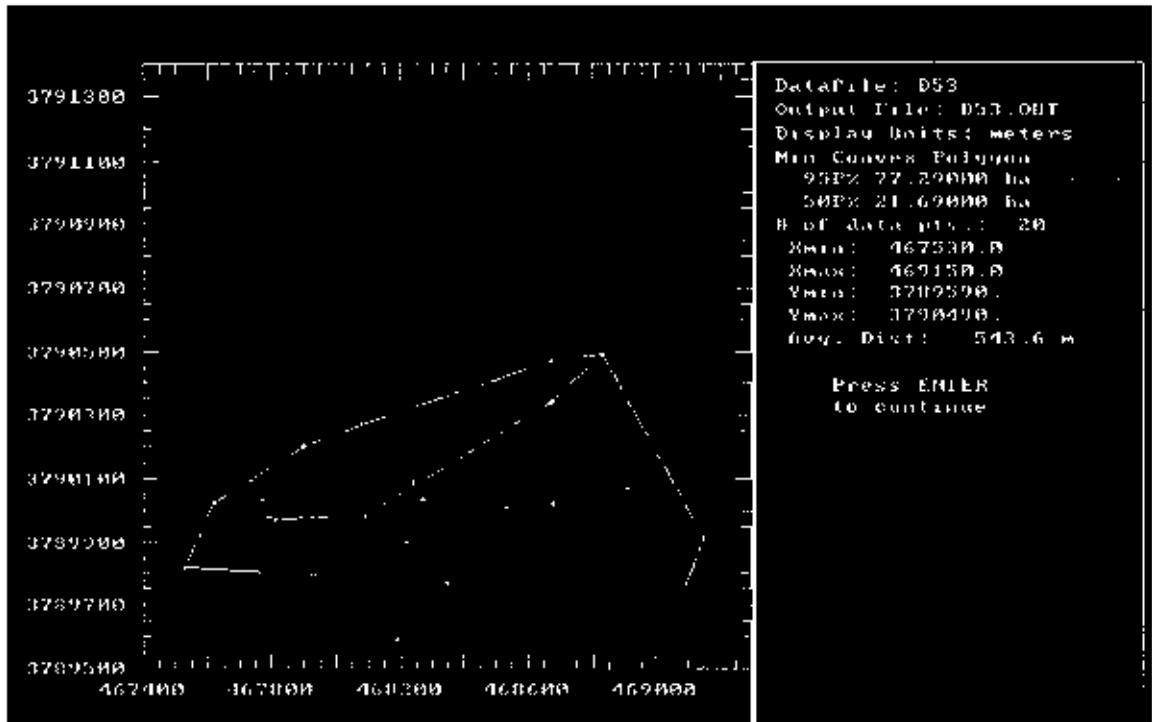 3791300
3791100
3790900
3790700
3790500
3790300
3790100
3789900
3789700
3789500
467400 467800 468200 468600 469000
Datafile: D53
Output File: D53.OUT
Display Units: meters
Min Convex Polygon
95P% 77.29000 ha
50P% 21.69000 ha
# of data pts.: 20
Xmin: 467530.0
Xmax: 469150.0
Ymin: 3789590.
Ymax: 3790490.
Avg. Dist: 543.6 m
Press ENTER
to continue